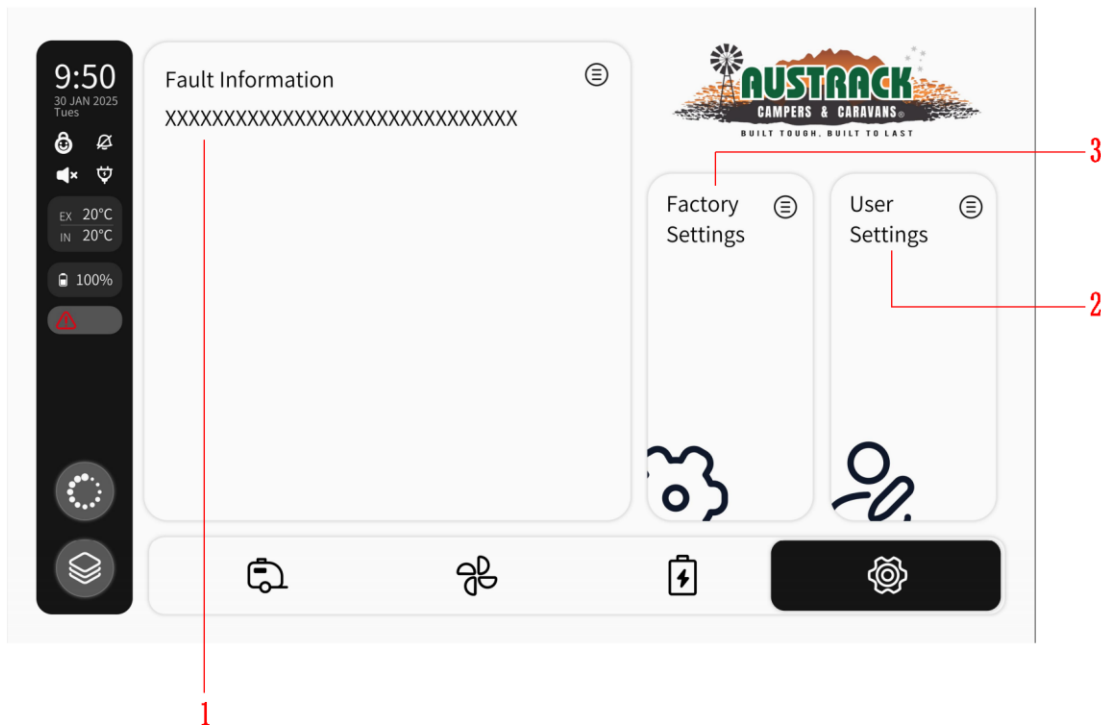 9:50
30 JAN 2025
Tues
EX 20°C
IN 20°C
100%
Fault Information
XXXXXXXXXXXXXXXXXXXXXXXXXXXXXX
AUSTRACK
CAMPERS & CARAVANS®
BUILT TOUGH, BUILT TO LAST
3
Factory
Settings
User
Settings
2
1